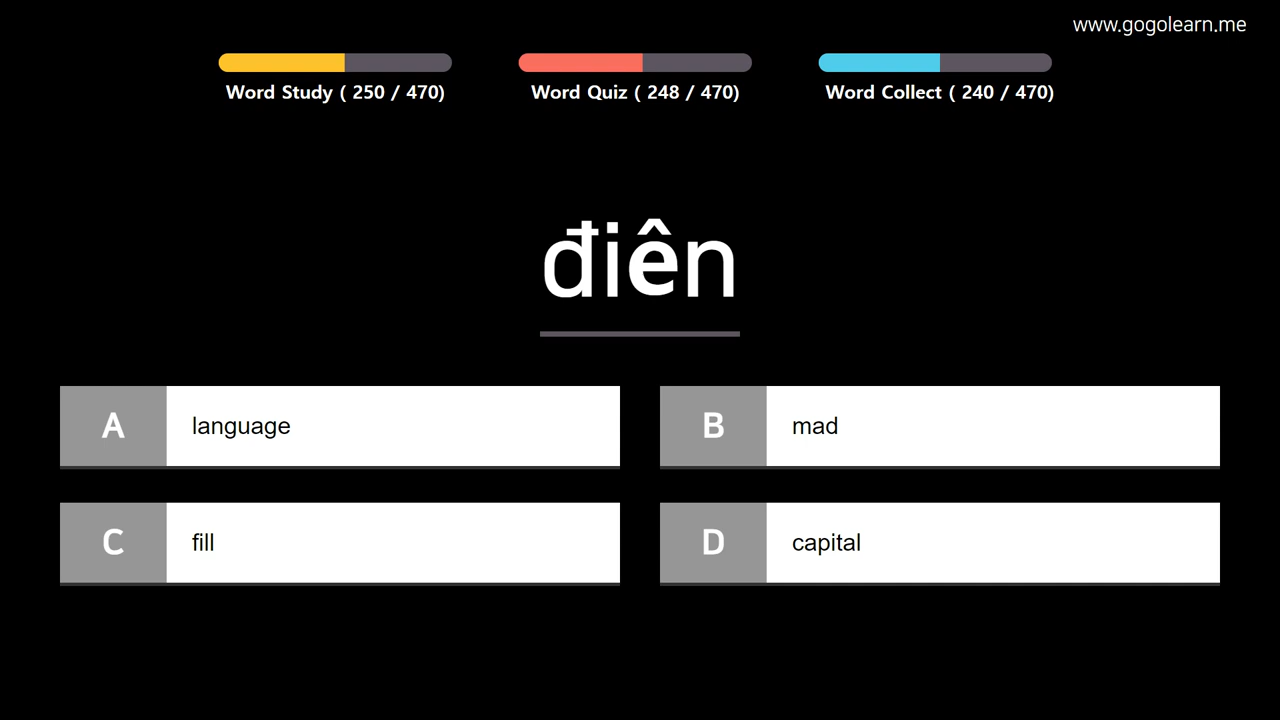 www.gogolearn.me
Word Study ( 250 / 470)
Word Quiz ( 248 / 470)
Word Collect ( 240 / 470)
điên
A language
B mad
C fill
D capital